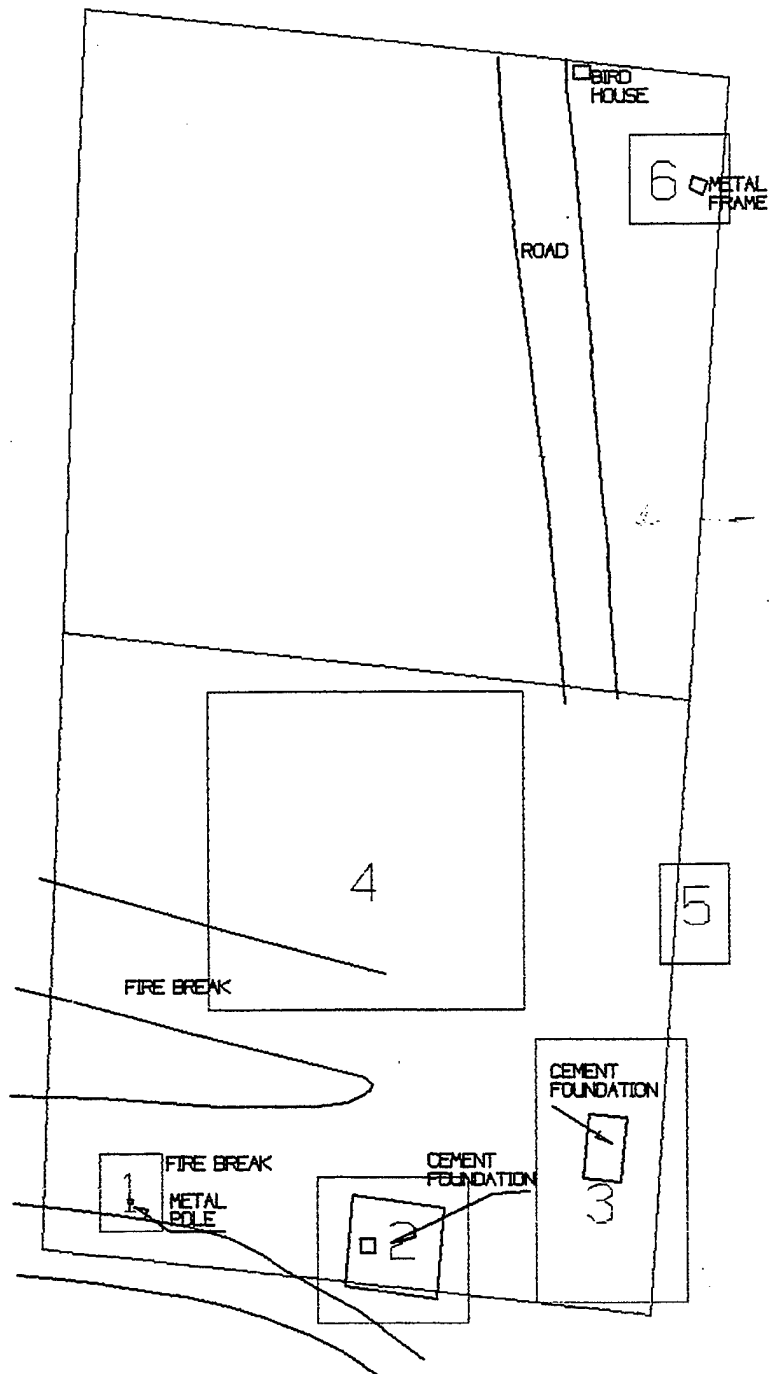 BIRD
HOUSE
6
METAL
FRAME
ROAD
4
5
FIRE BREAK
CEMENT
FOUNDATION
3
FIRE BREAK
1
METAL
POLE
CEMENT
FOUNDATION
2